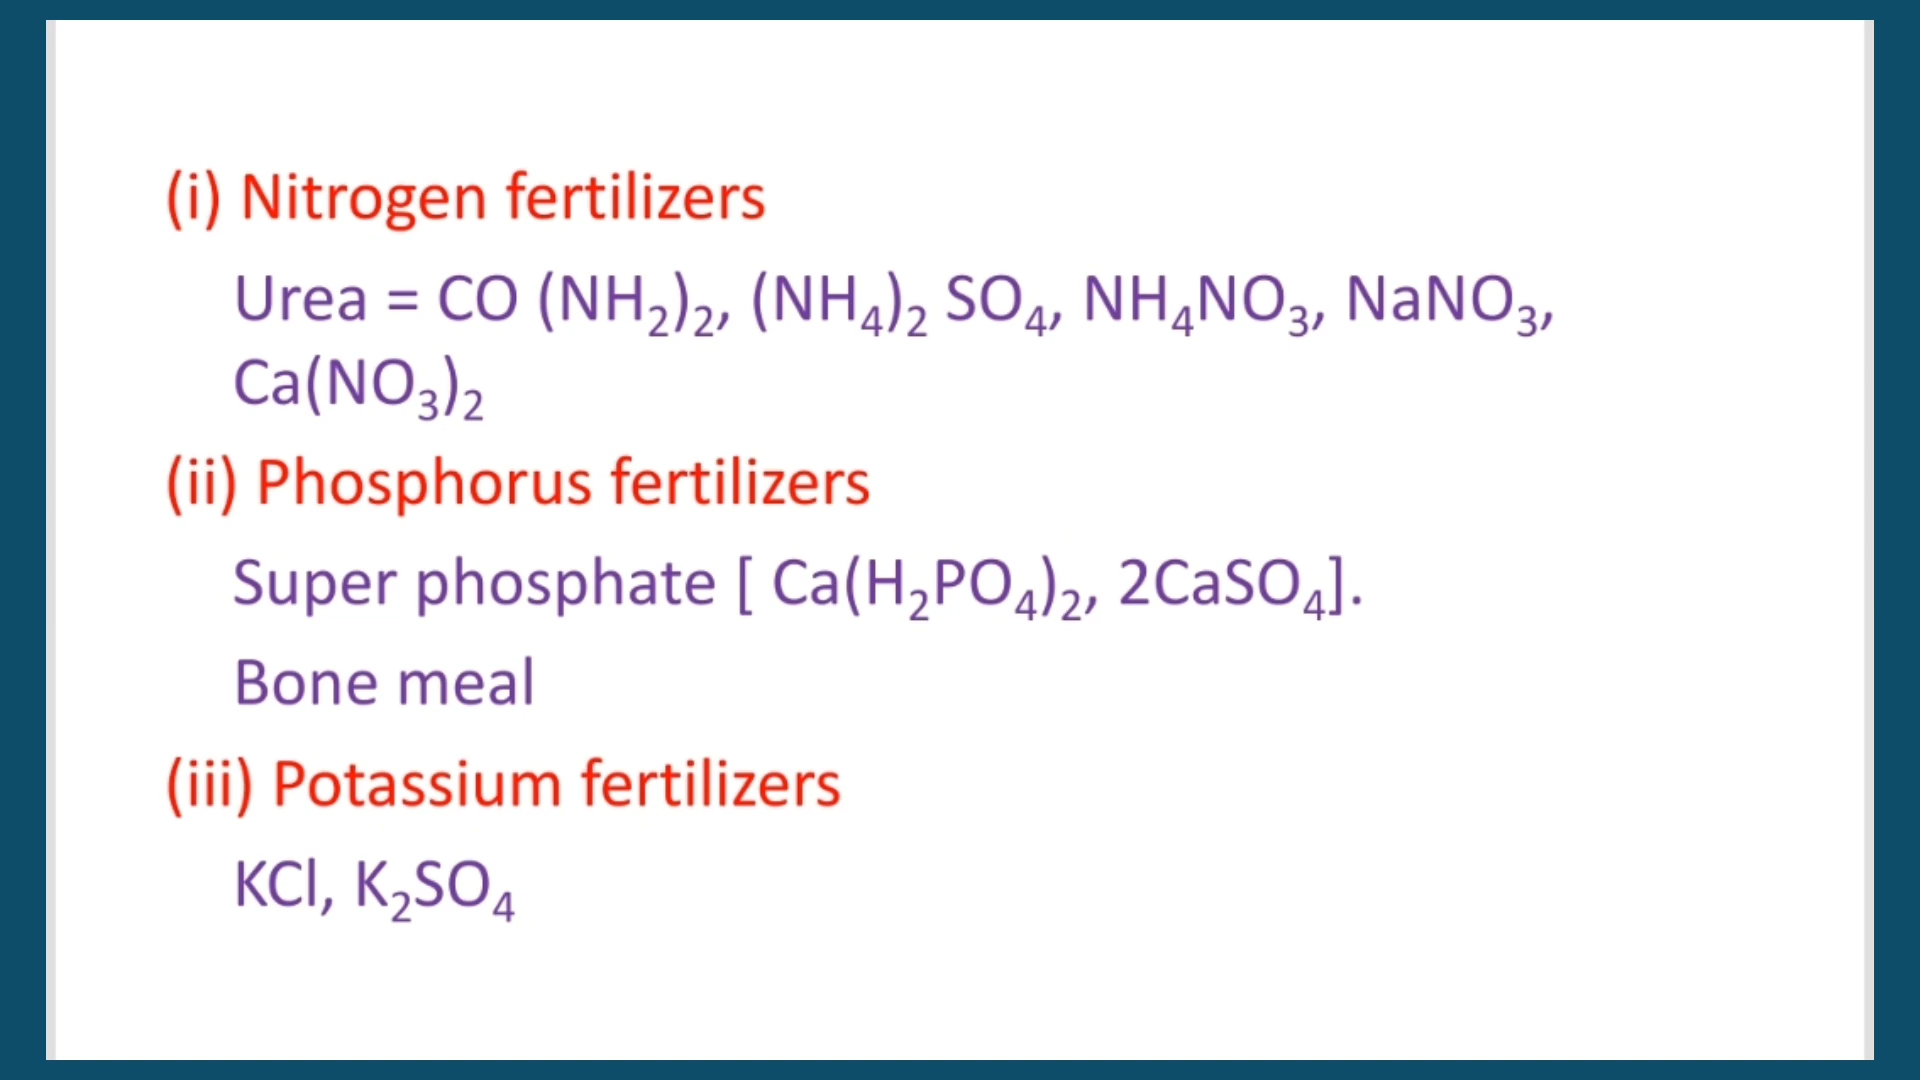 (i) Nitrogen fertilizers
Urea = CO (NH₂)₂, (NH₄)₂ SO₄, NH₄NO₃, NaNO₃,
Ca(NO₃)₂
(ii) Phosphorus fertilizers
Super phosphate [ Ca(H₂PO₄)₂, 2CaSO₄].
Bone meal
(iii) Potassium fertilizers
KCl, K₂SO₄